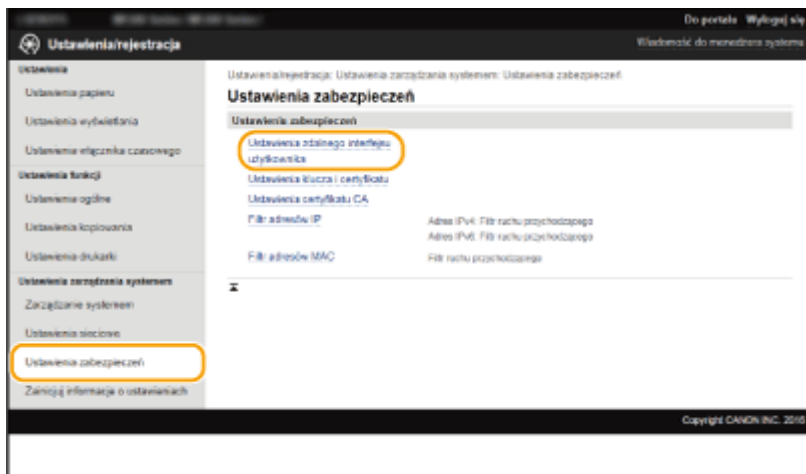 Do portalu Wyloguj się
Ustawienia/rejestracja
Wiadomość do menedżera systemu
Ustawienia
Ustawienia papieru
Ustawienia wyświetlania
Ustawienia włącznika czasowego
Ustawienia funkcji
Ustawienia ogólne
Ustawienia kopiowania
Ustawienia drukarki
Ustawienia zarządzania systemem
Zarządzanie systemem
Ustawienia sieciowe
Ustawienia zabezpieczeń
Zainicjuj informacje o ustawieniach
Ustawienia/rejestracja: Ustawienia zarządzania systemem: Ustawienia zabezpieczeń
Ustawienia zabezpieczeń
Ustawienia zabezpieczeń
Ustawienia zdalnego interfejsu
użytkownika
Ustawienia klucza i certyfikatu
Ustawienia certyfikatu CA
Filtr adresów IP
Adres IPv4: Filtr ruchu przychodzącego
Adres IPv6: Filtr ruchu przychodzącego
Filtr adresów MAC
Filtr ruchu przychodzącego
Copyright CANON INC. 2016